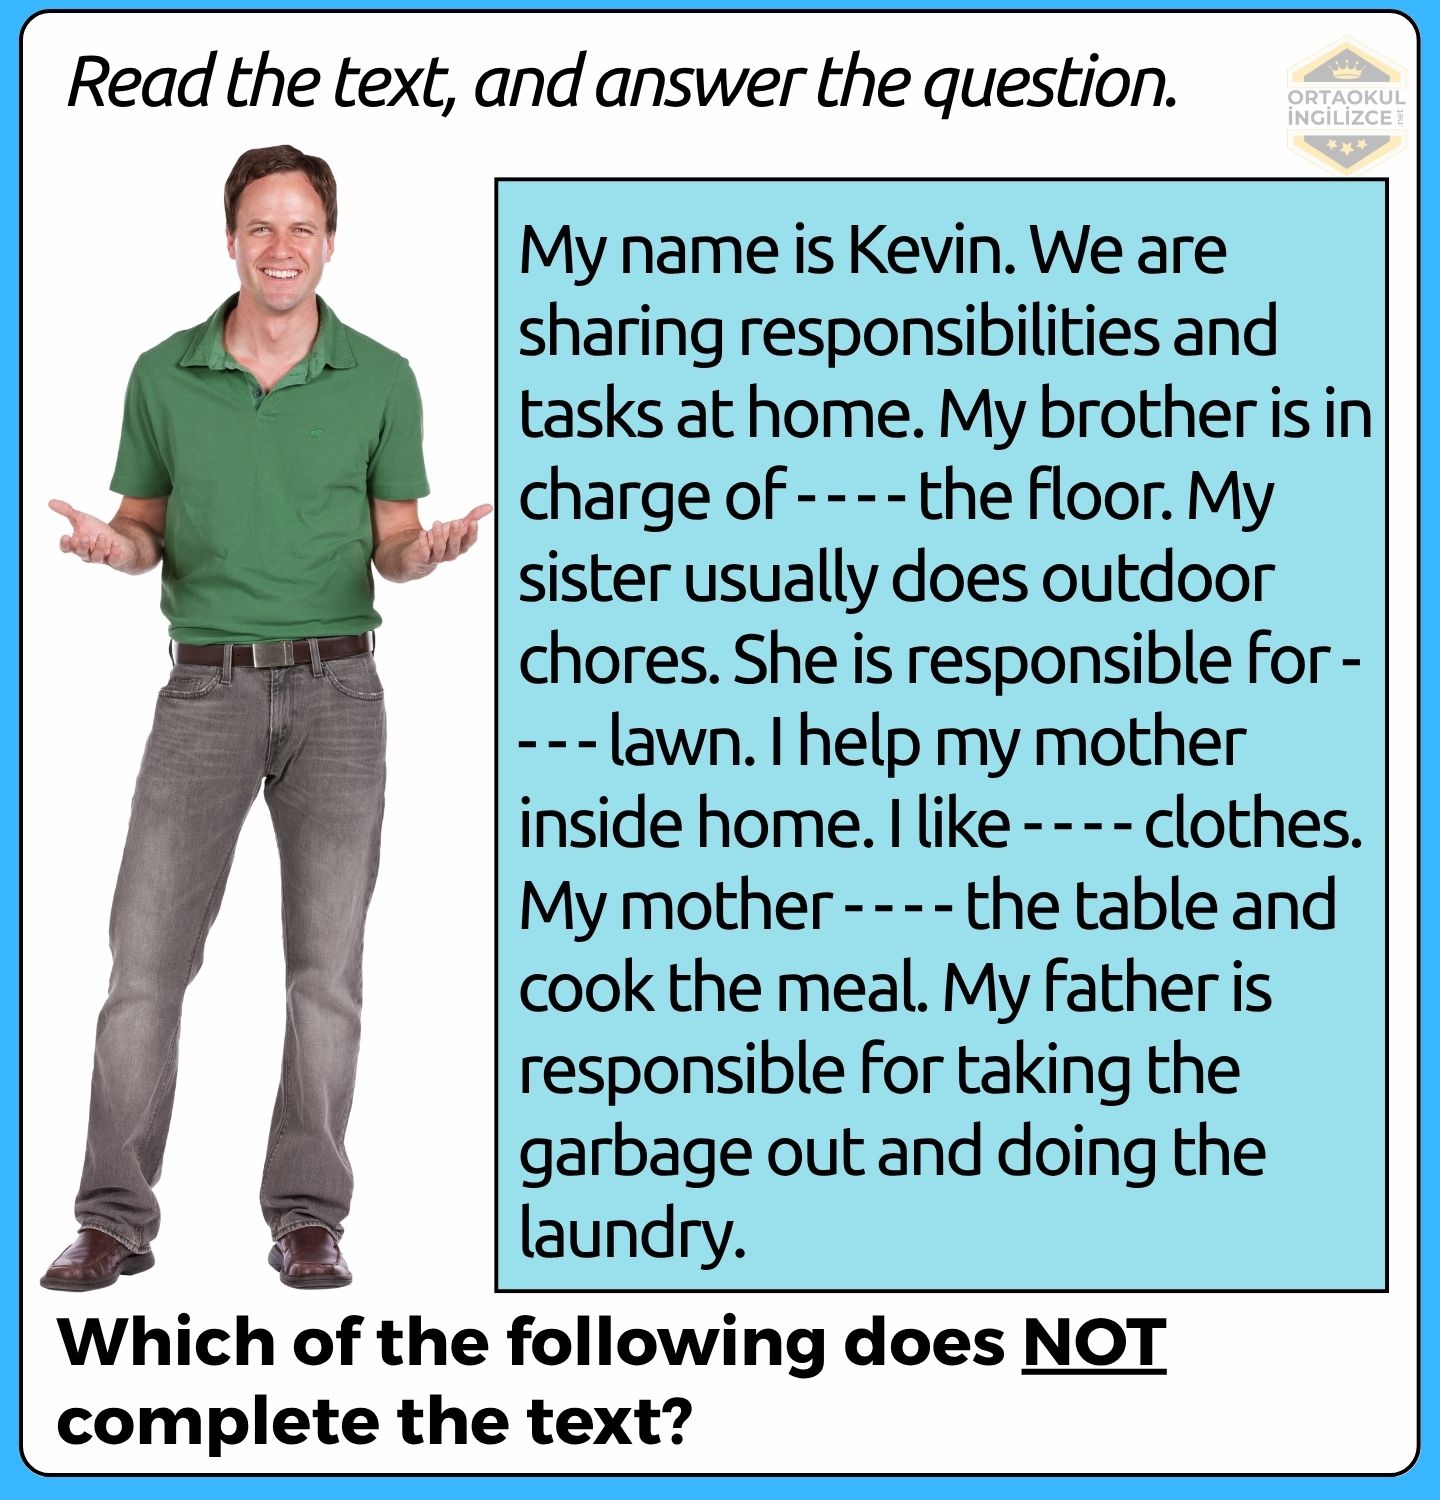 Read the text, and answer the question.
ORTAOKUL
İNGİLİZCE
.net
My name is Kevin. We are
sharing responsibilities and
tasks at home. My brother is in
charge of - - - - the floor. My
sister usually does outdoor
chores. She is responsible for -
- - - lawn. I help my mother
inside home. I like - - - - clothes.
My mother - - - - the table and
cook the meal. My father is
responsible for taking the
garbage out and doing the
laundry.
Which of the following does NOT
complete the text?